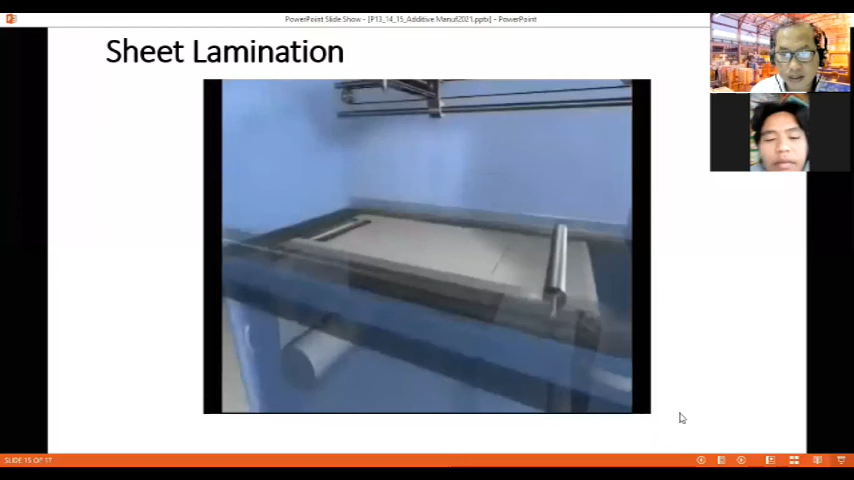 PowerPoint Slide Show - [P13_14_15_Additive Manuf2021.pptx] - PowerPoint
Sheet Lamination
SLIDE 15 OF 17